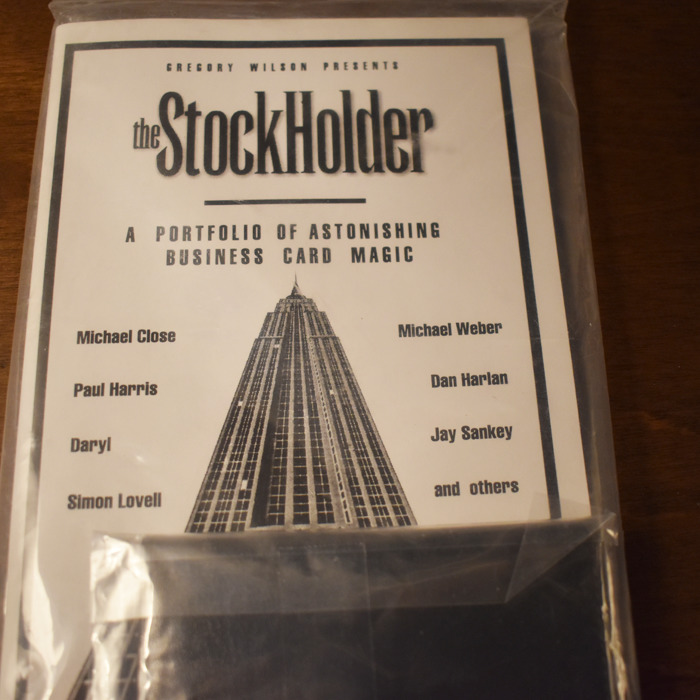 GREGORY WILSON PRESENTS
the StockHolder
A PORTFOLIO OF ASTONISHING
BUSINESS CARD MAGIC
Michael Close
Paul Harris
Daryl
Simon Lovell
Michael Weber
Dan Harlan
Jay Sankey
and others